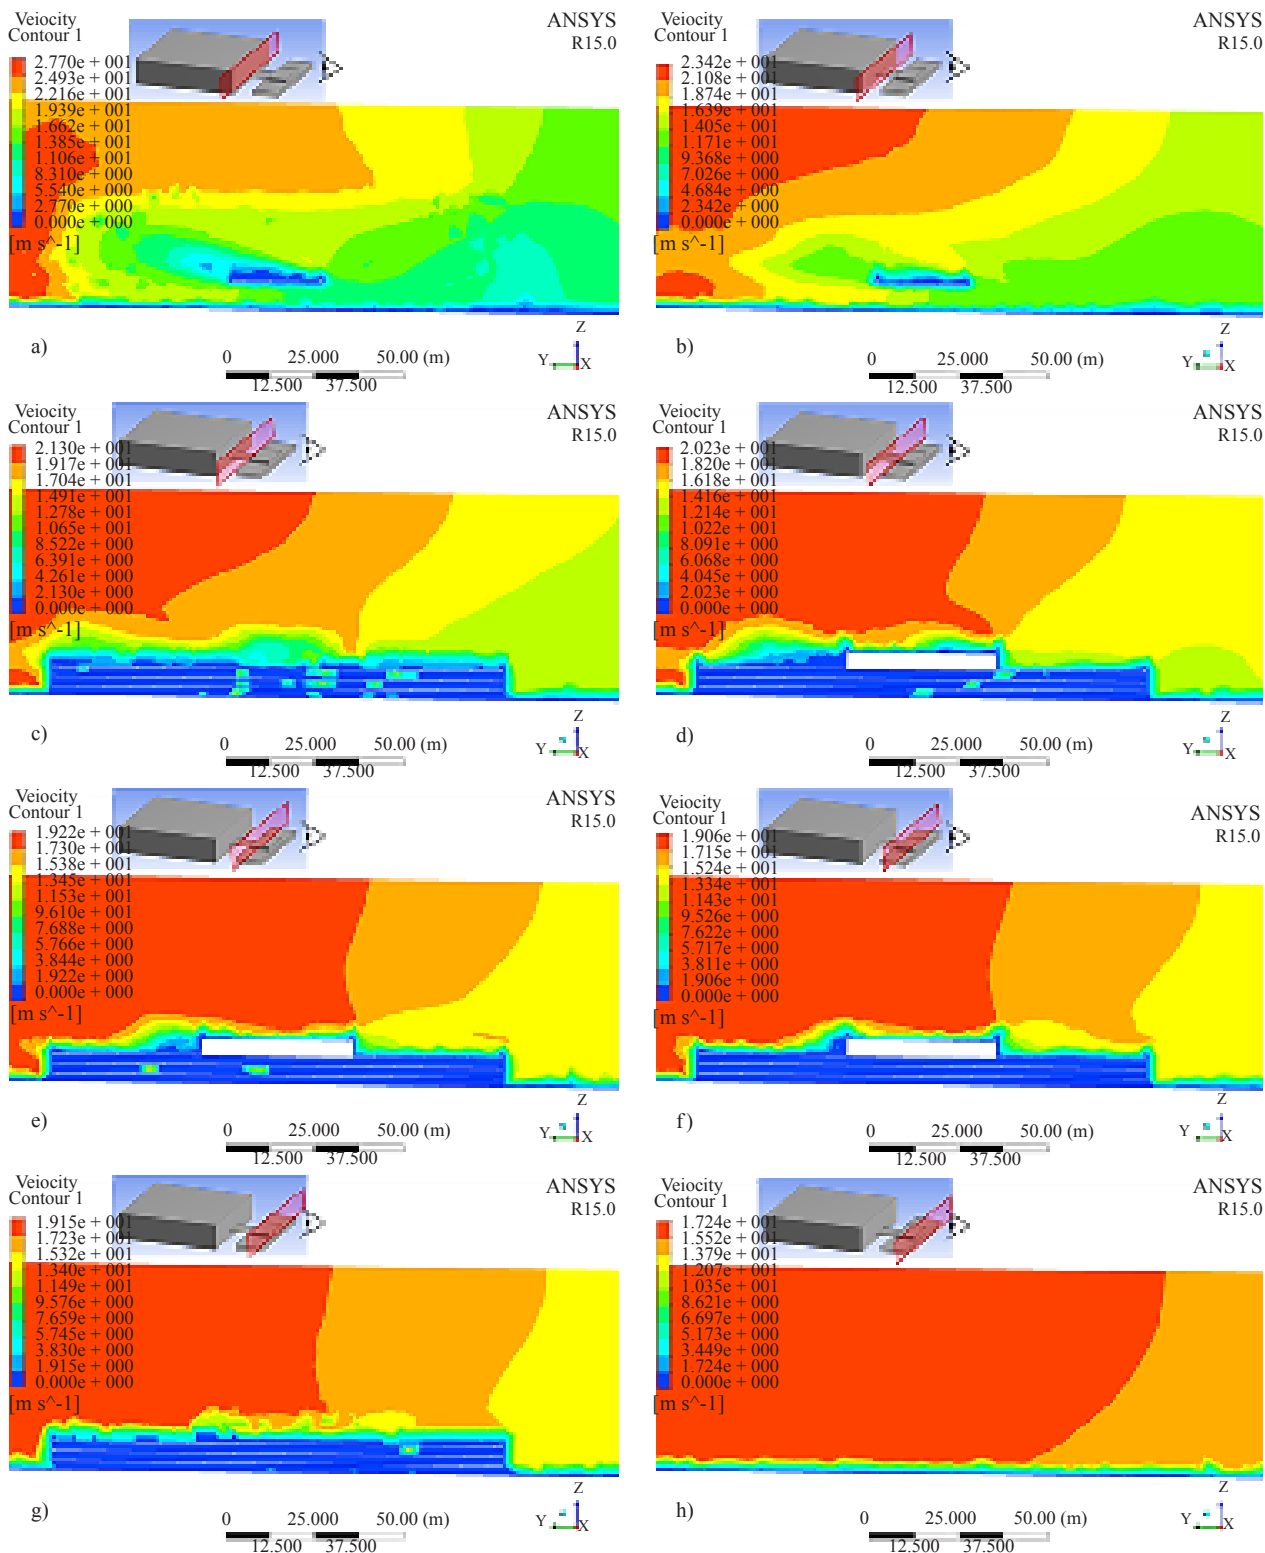 Veiocity
Contour 1
2.770e + 001
2.493e + 001
2.216e + 001
1.939e + 001
1.662e + 001
1.385e + 001
1.106e + 001
8.310e + 000
5.540e + 000
2.770e + 000
0.000e + 000
[m s^-1]
ANSYS
R15.0
a)
0 25.000 50.00 (m)
12.500 37.500
Z
Y X
Veiocity
Contour 1
2.342e + 001
2.108e + 001
1.874e + 001
1.639e + 001
1.405e + 001
1.171e + 001
9.368e + 000
7.026e + 000
4.684e + 000
2.342e + 000
0.000e + 000
[m s^-1]
ANSYS
R15.0
b)
0 25.000 50.00 (m)
12.500 37.500
Z
Y X
Veiocity
Contour 1
2.130e + 001
1.917e + 001
1.704e + 001
1.491e + 001
1.278e + 001
1.065e + 001
8.522e + 000
6.391e + 000
4.261e + 000
2.130e + 000
0.000e + 000
[m s^-1]
ANSYS
R15.0
c)
0 25.000 50.00 (m)
12.500 37.500
Z
Y X
Veiocity
Contour 1
2.023e + 001
1.820e + 001
1.618e + 001
1.416e + 001
1.214e + 001
1.022e + 001
8.091e + 000
6.068e + 000
4.045e + 000
2.023e + 000
0.000e + 000
[m s^-1]
ANSYS
R15.0
d)
0 25.000 50.00 (m)
12.500 37.500
Z
Y X
Veiocity
Contour 1
1.922e + 001
1.730e + 001
1.538e + 001
1.345e + 001
1.153e + 001
9.610e + 001
7.688e + 000
5.766e + 000
3.844e + 000
1.922e + 000
0.000e + 000
[m s^-1]
ANSYS
R15.0
e)
0 25.000 50.00 (m)
12.500 37.500
Z
Y X
Veiocity
Contour 1
1.906e + 001
1.715e + 001
1.524e + 001
1.334e + 001
1.143e + 001
9.526e + 000
7.622e + 000
5.717e + 000
3.811e + 000
1.906e + 000
0.000e + 000
[m s^-1]
ANSYS
R15.0
f)
0 25.000 50.00 (m)
12.500 37.500
Z
Y X
Veiocity
Contour 1
1.915e + 001
1.723e + 001
1.532e + 001
1.340e + 001
1.149e + 001
9.576e + 000
7.659e + 000
5.745e + 000
3.830e + 000
1.915e + 000
0.000e + 000
[m s^-1]
ANSYS
R15.0
g)
0 25.000 50.00 (m)
12.500 37.500
Z
Y X
Veiocity
Contour 1
1.724e + 001
1.552e + 001
1.379e + 001
1.207e + 001
1.035e + 001
8.621e + 000
6.697e + 000
5.173e + 000
3.449e + 000
1.724e + 000
0.000e + 000
[m s^-1]
ANSYS
R15.0
h)
0 25.000 50.00 (m)
12.500 37.500
Z
Y X